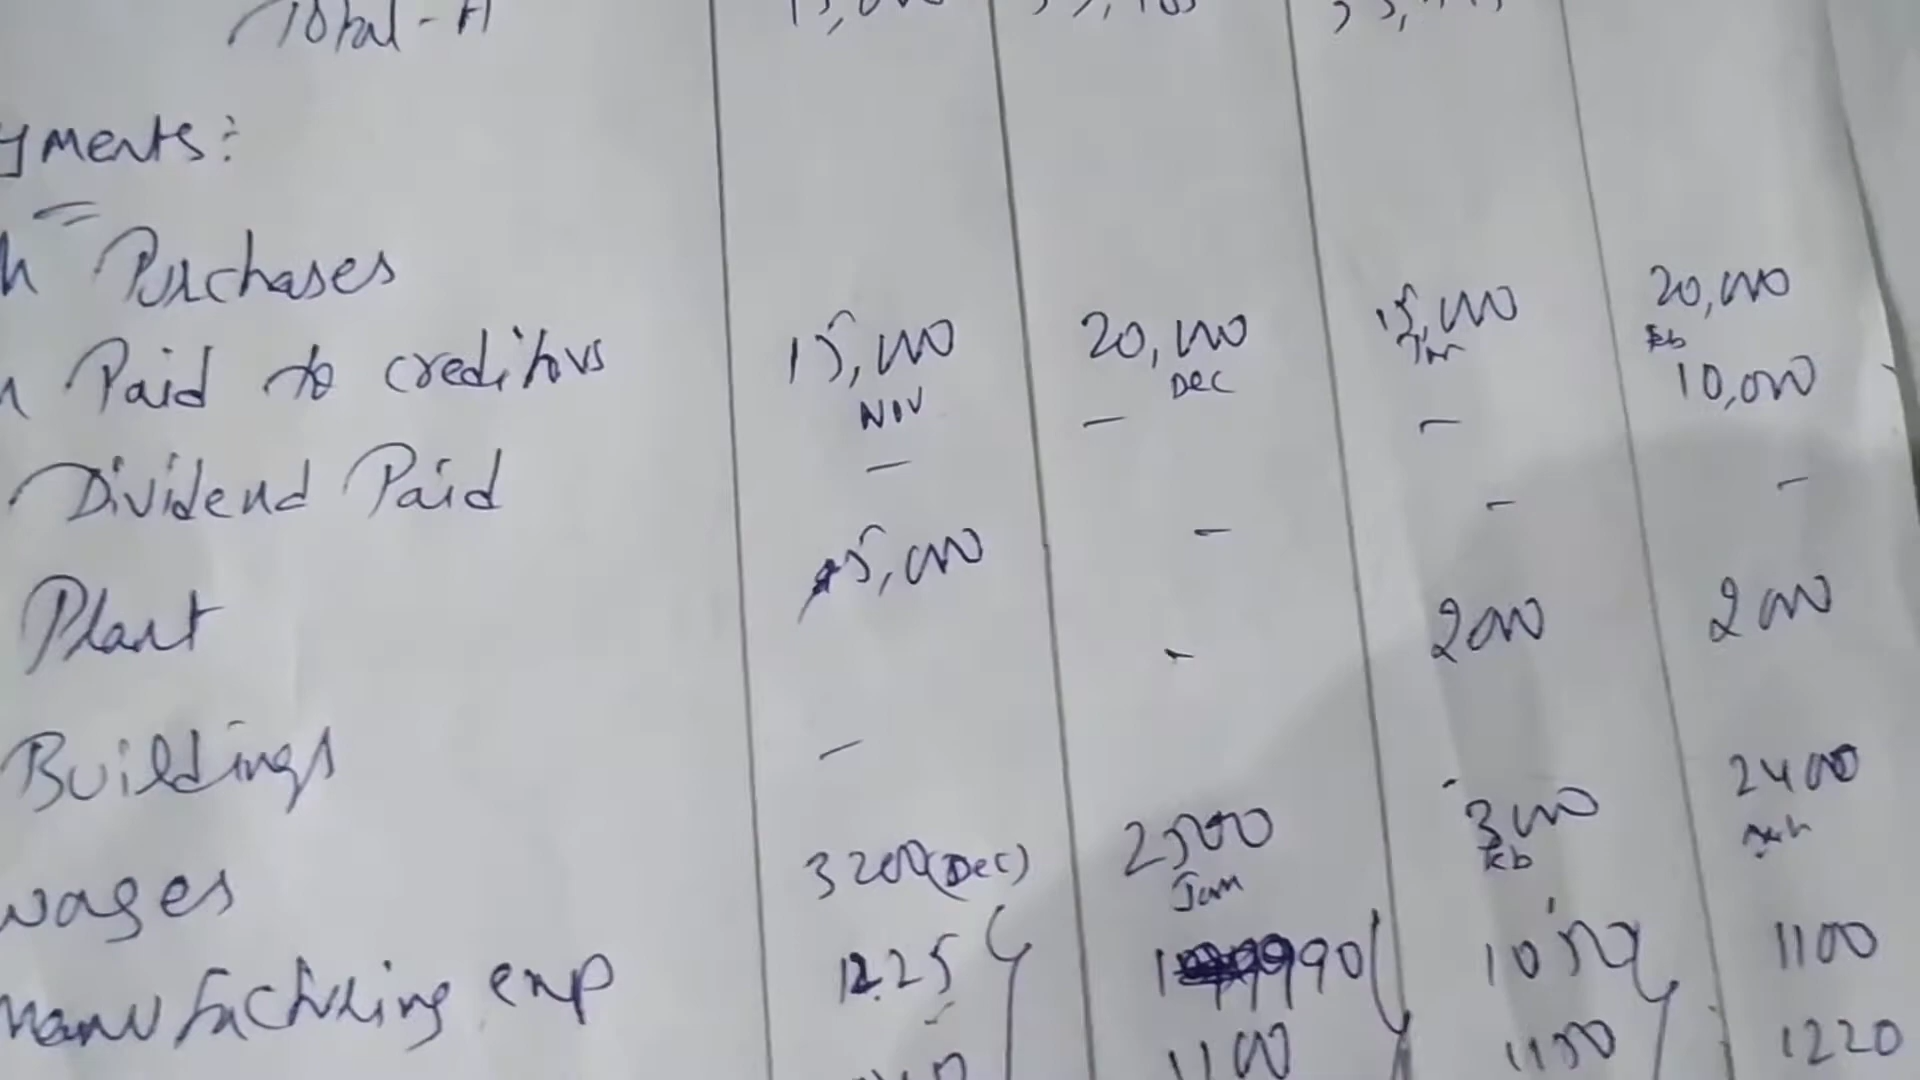 Total-A
yments:
h Purchases
Paid to creditors 15,000 20,000 15,000 20,000
Nov Dec Jan Feb
Dividend Paid - - - 10,000
Plant 5,000 - - -
Buildings - - 2000 2000
wages 3200(Dec) 2500 3000 2400
Jan Feb
Manufacturing exp 1225 990 1050 1100
1100 1150 1220